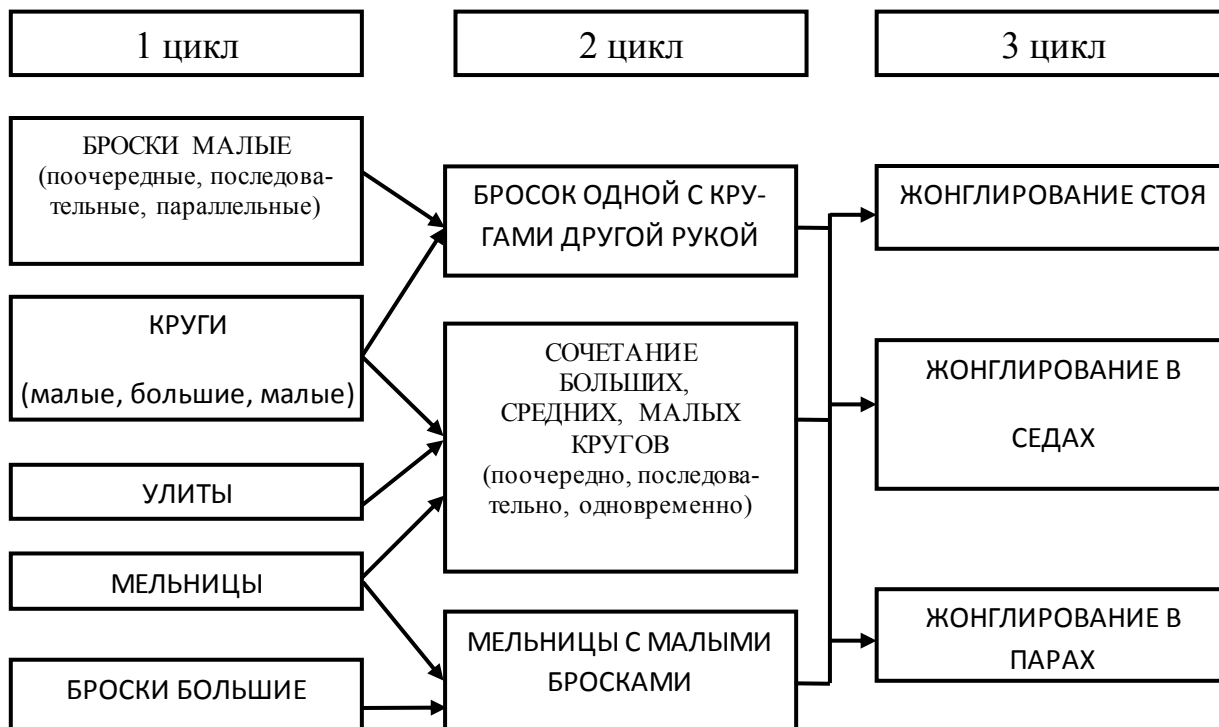 1 цикл
2 цикл
3 цикл
БРОСКИ МАЛЫЕ
(поочередные, последова-
тельные, параллельные)
КРУГИ
(малые, большие, малые)
УЛИТЫ
МЕЛЬНИЦЫ
БРОСКИ БОЛЬШИЕ
БРОСОК ОДНОЙ С КРУ-
ГАМИ ДРУГОЙ РУКОЙ
СОЧЕТАНИЕ
БОЛЬШИХ,
СРЕДНИХ, МАЛЫХ
КРУГОВ
(поочередно, последова-
тельно, одновременно)
МЕЛЬНИЦЫ С МАЛЫМИ
БРОСКАМИ
ЖОНГЛИРОВАНИЕ СТОЯ
ЖОНГЛИРОВАНИЕ В
СЕДАХ
ЖОНГЛИРОВАНИЕ В
ПАРАХ